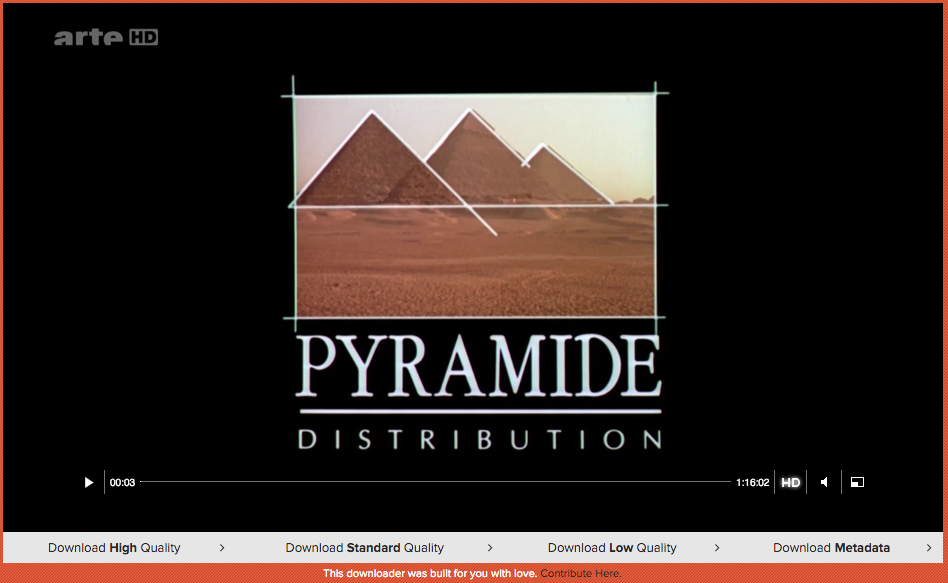 arte HD
PYRAMIDE
DISTRIBUTION
00:03 1:16:02 HD
Download High Quality Download Standard Quality Download Low Quality Download Metadata
This downloader was built for you with love. Contribute Here.